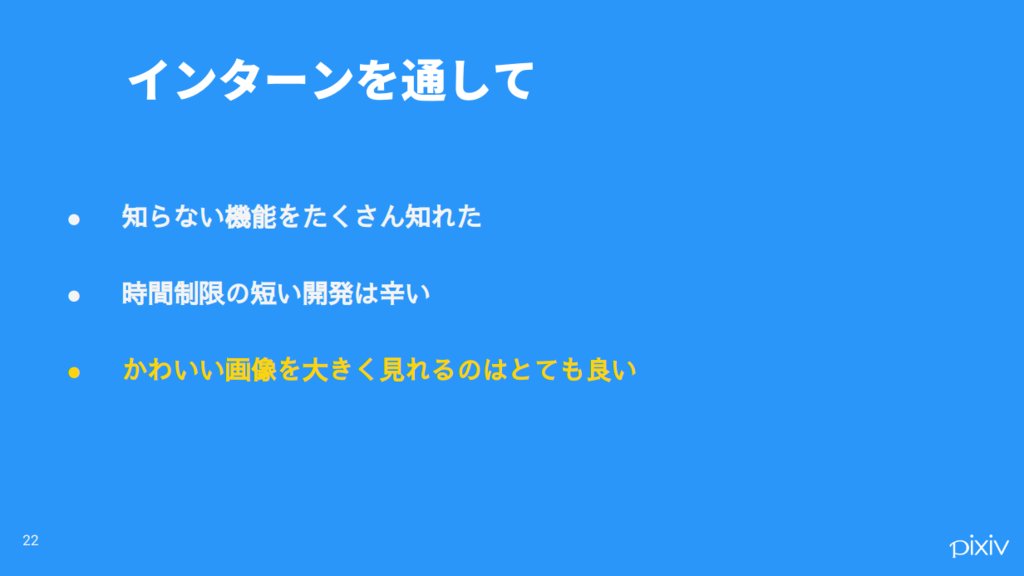 インターンを通して
● 知らない機能をたくさん知れた
● 時間制限の短い開発は辛い
● かわいい画像を大きく見れるのはとても良い
22
pixiv